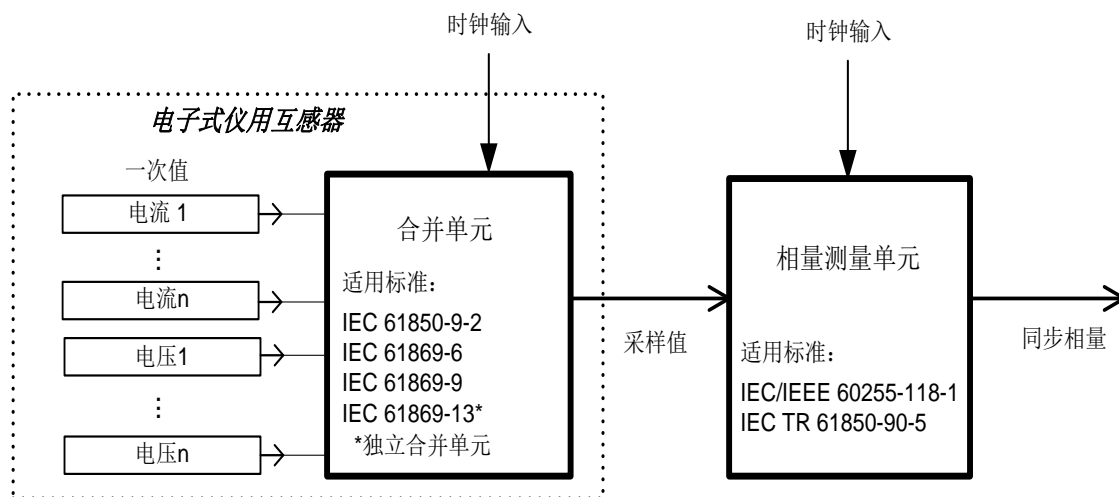 时钟输入
时钟输入
电子式仪用互感器
一次值
电流 1
⋮
电流n
电压1
⋮
电压n
合并单元
适用标准：
IEC 61850-9-2
IEC 61869-6
IEC 61869-9
IEC 61869-13*
*独立合并单元
采样值
相量测量单元
适用标准：
IEC/IEEE 60255-118-1
IEC TR 61850-90-5
同步相量